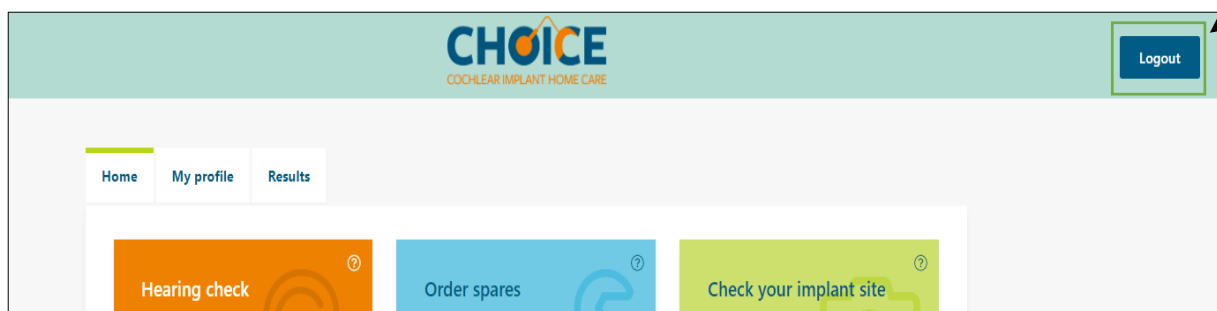 CHOICE
COCHLEAR IMPLANT HOME CARE
Logout
Home My profile Results
? ? ?
Hearing check Order spares Check your implant site